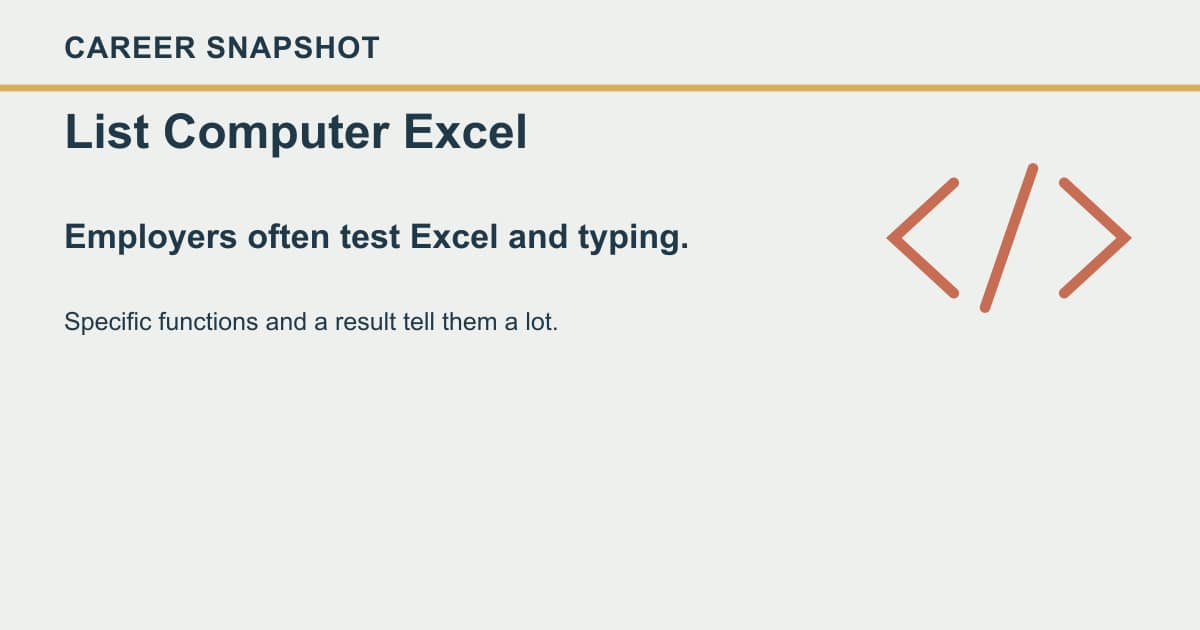 CAREER SNAPSHOT
List Computer Excel
Employers often test Excel and typing.
Specific functions and a result tell them a lot.